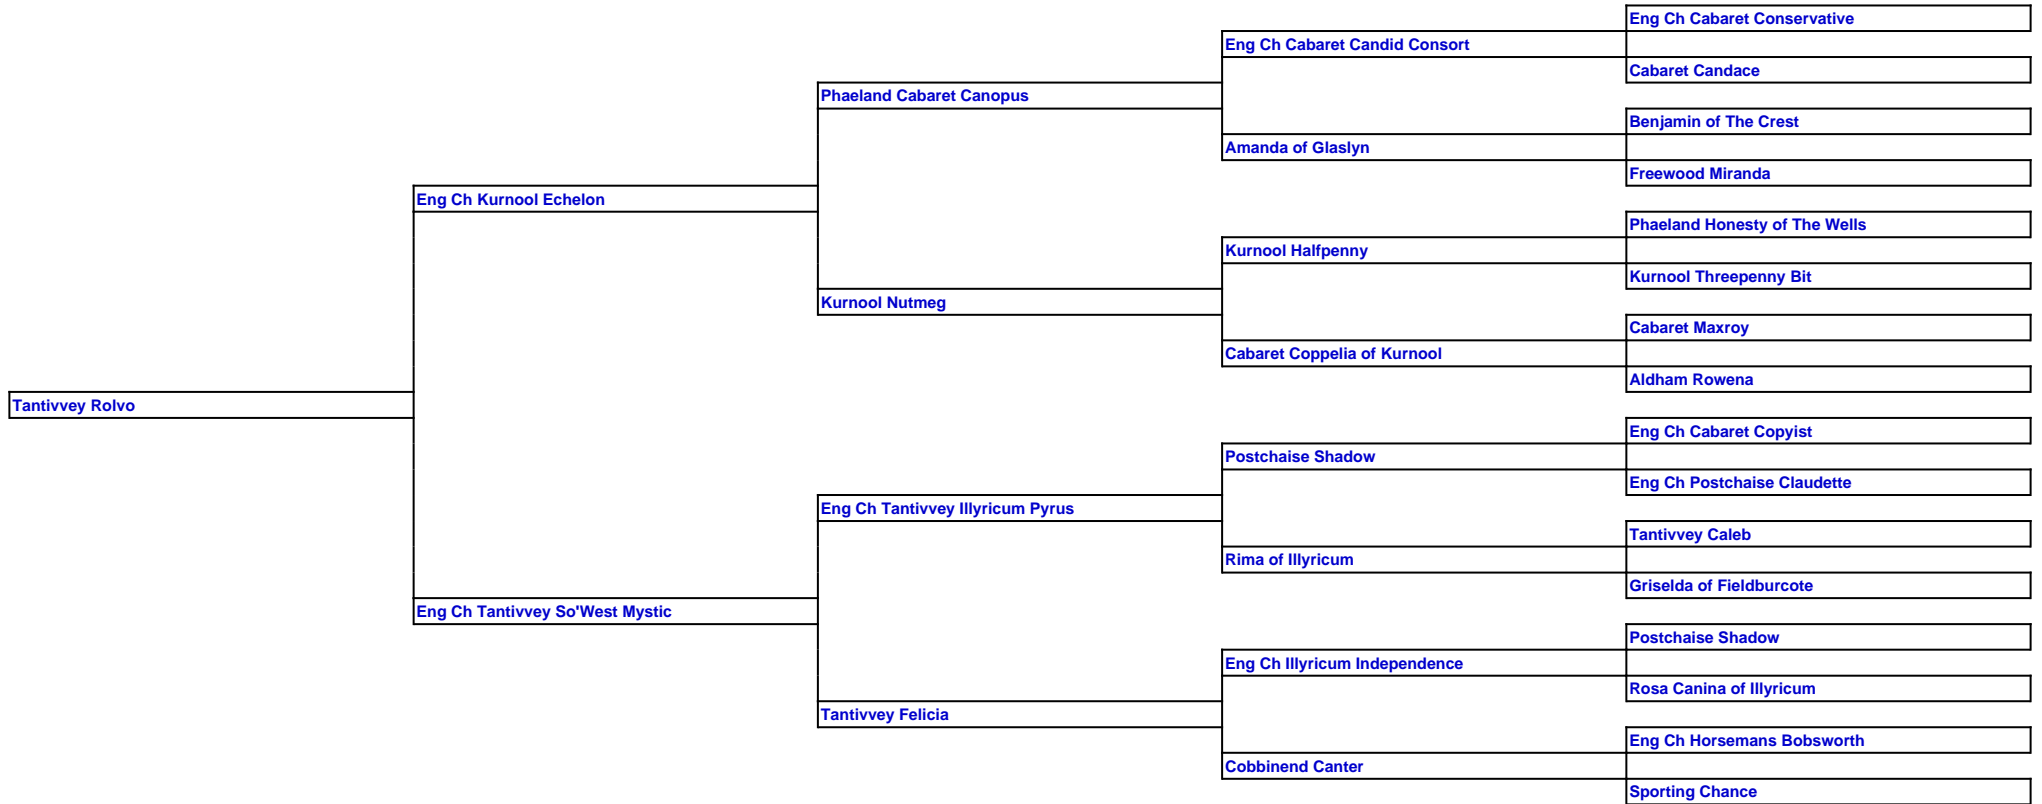 Eng Ch Cabaret Conservative
Eng Ch Cabaret Candid Consort
Cabaret Candace
Phaeland Cabaret Canopus
Benjamin of The Crest
Amanda of Glaslyn
Freewood Miranda
Eng Ch Kurnool Echelon
Phaeland Honesty of The Wells
Kurnool Halfpenny
Kurnool Threepenny Bit
Kurnool Nutmeg
Cabaret Maxroy
Cabaret Coppelia of Kurnool
Aldham Rowena
Tantivvey Rolvo
Eng Ch Cabaret Copyist
Postchaise Shadow
Eng Ch Postchaise Claudette
Eng Ch Tantivvey Illyricum Pyrus
Tantivvey Caleb
Rima of Illyricum
Griselda of Fieldburcote
Eng Ch Tantivvey So'West Mystic
Postchaise Shadow
Eng Ch Illyricum Independence
Rosa Canina of Illyricum
Tantivvey Felicia
Eng Ch Horsemans Bobsworth
Cobbinend Canter
Sporting Chance